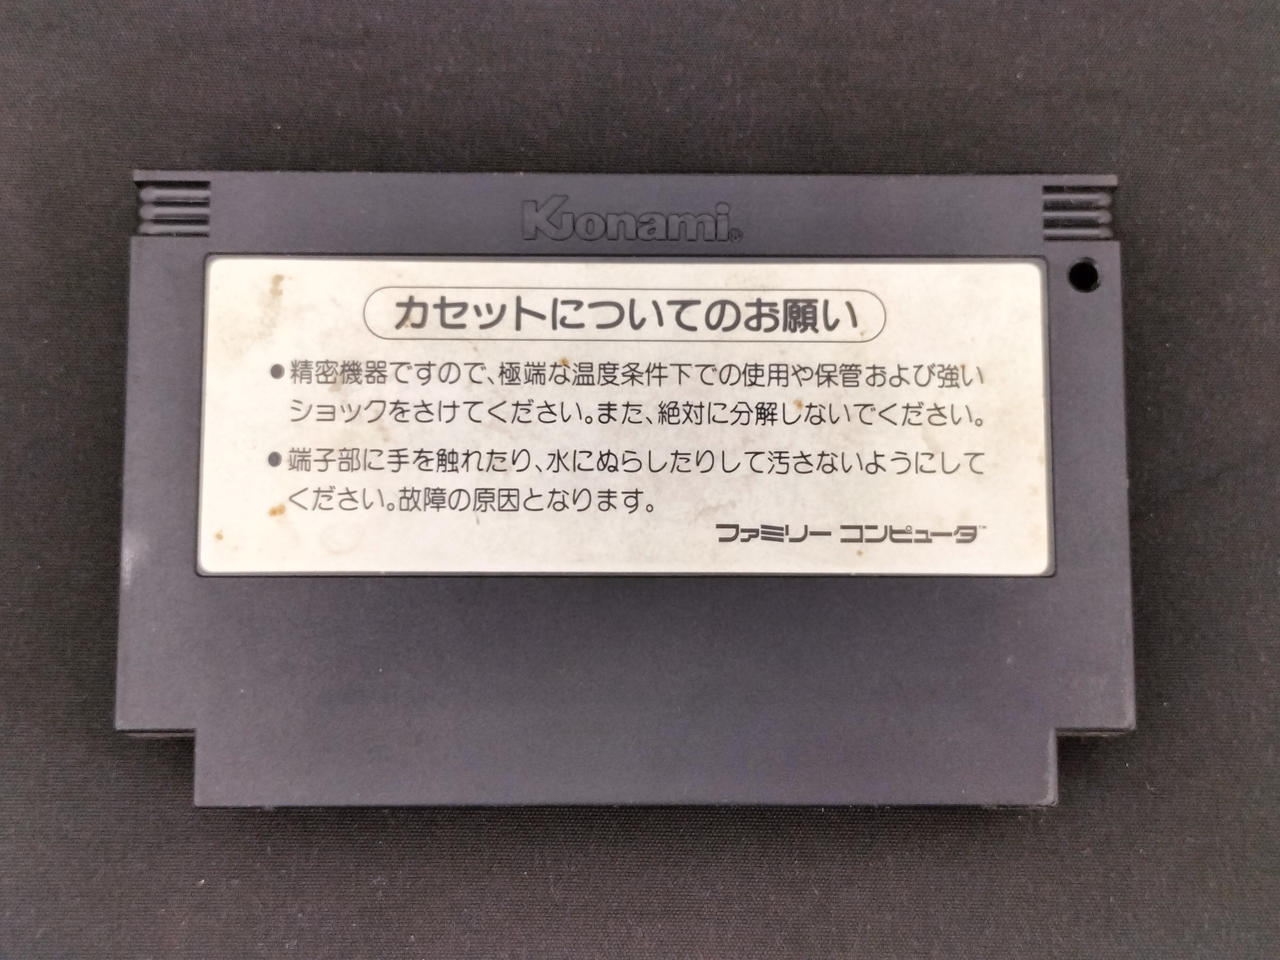 Konami®
カセットについてのお願い
●精密機器ですので、極端な温度条件下での使用や保管および強い
ショックをさけてください。また、絶対に分解しないでください。
●端子部に手を触れたり、水にぬらしたりして汚さないようにして
ください。故障の原因となります。
ファミリー コンピュータ™